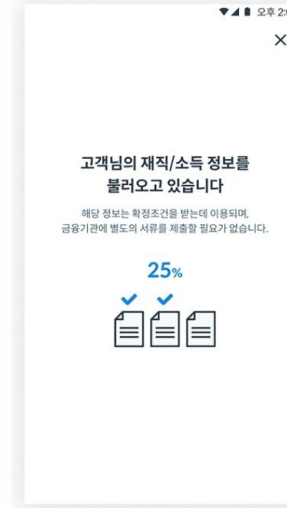 오후 2:
고객님의 재직/소득 정보를
불러오고 있습니다
해당 정보는 확정조건을 받는데 이용되며,
금융기관에 별도의 서류를 제출할 필요가 없습니다.
25%